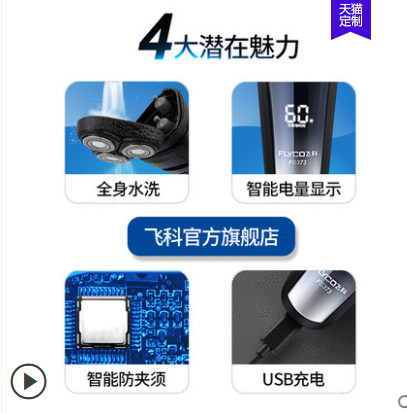 天猫
定制
4大潜在魅力
60
FLYCO飞科
FS373
全身水洗
智能电量显示
飞科官方旗舰店
FLYCO飞科
FS373
智能防夹须
USB充电